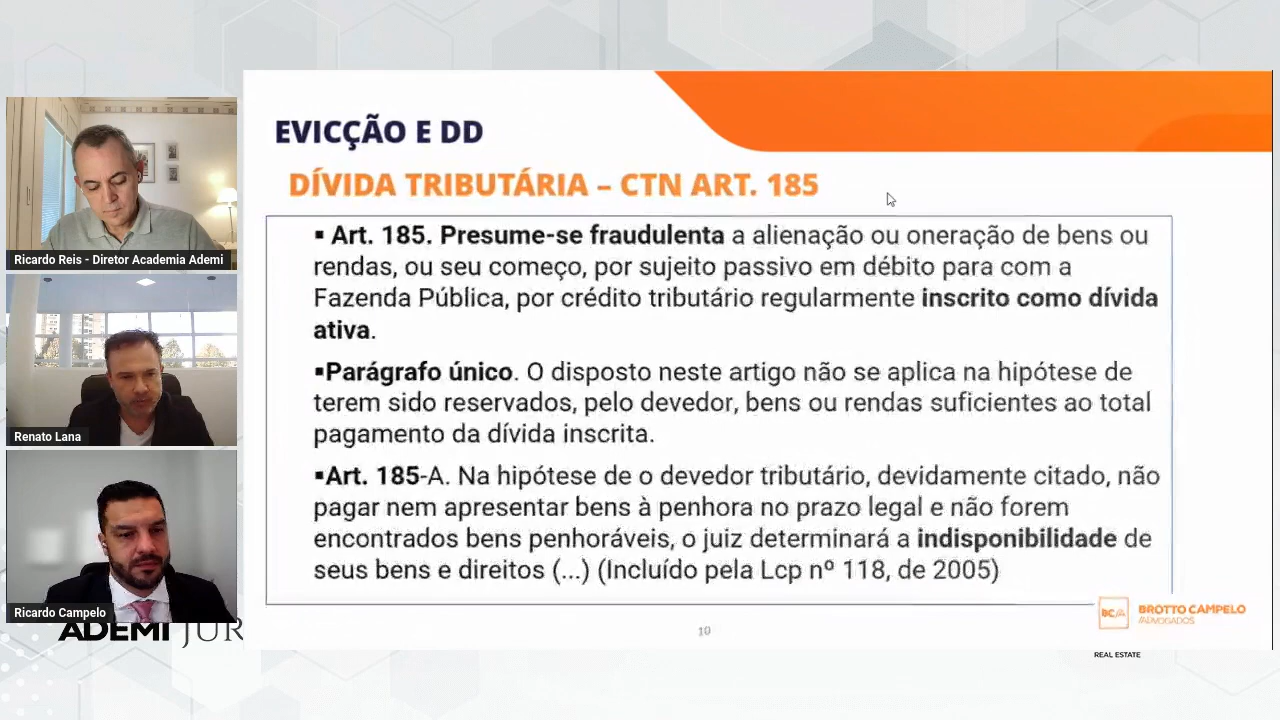 EVICÇÃO E DD
DÍVIDA TRIBUTÁRIA – CTN ART. 185
▪ Art. 185. Presume-se fraudulenta a alienação ou oneração de bens ou
rendas, ou seu começo, por sujeito passivo em débito para com a
Fazenda Pública, por crédito tributário regularmente inscrito como dívida
ativa.
▪Parágrafo único. O disposto neste artigo não se aplica na hipótese de
terem sido reservados, pelo devedor, bens ou rendas suficientes ao total
pagamento da dívida inscrita.
▪Art. 185-A. Na hipótese de o devedor tributário, devidamente citado, não
pagar nem apresentar bens à penhora no prazo legal e não forem
encontrados bens penhoráveis, o juiz determinará a indisponibilidade de
seus bens e direitos (...) (Incluído pela Lcp nº 118, de 2005)
10
BCA
BROTTO CAMPELO
ADVOGADOS
REAL ESTATE
Ricardo Reis - Diretor Academia Ademi
Renato Lana
Ricardo Campelo
ADEMI JUR